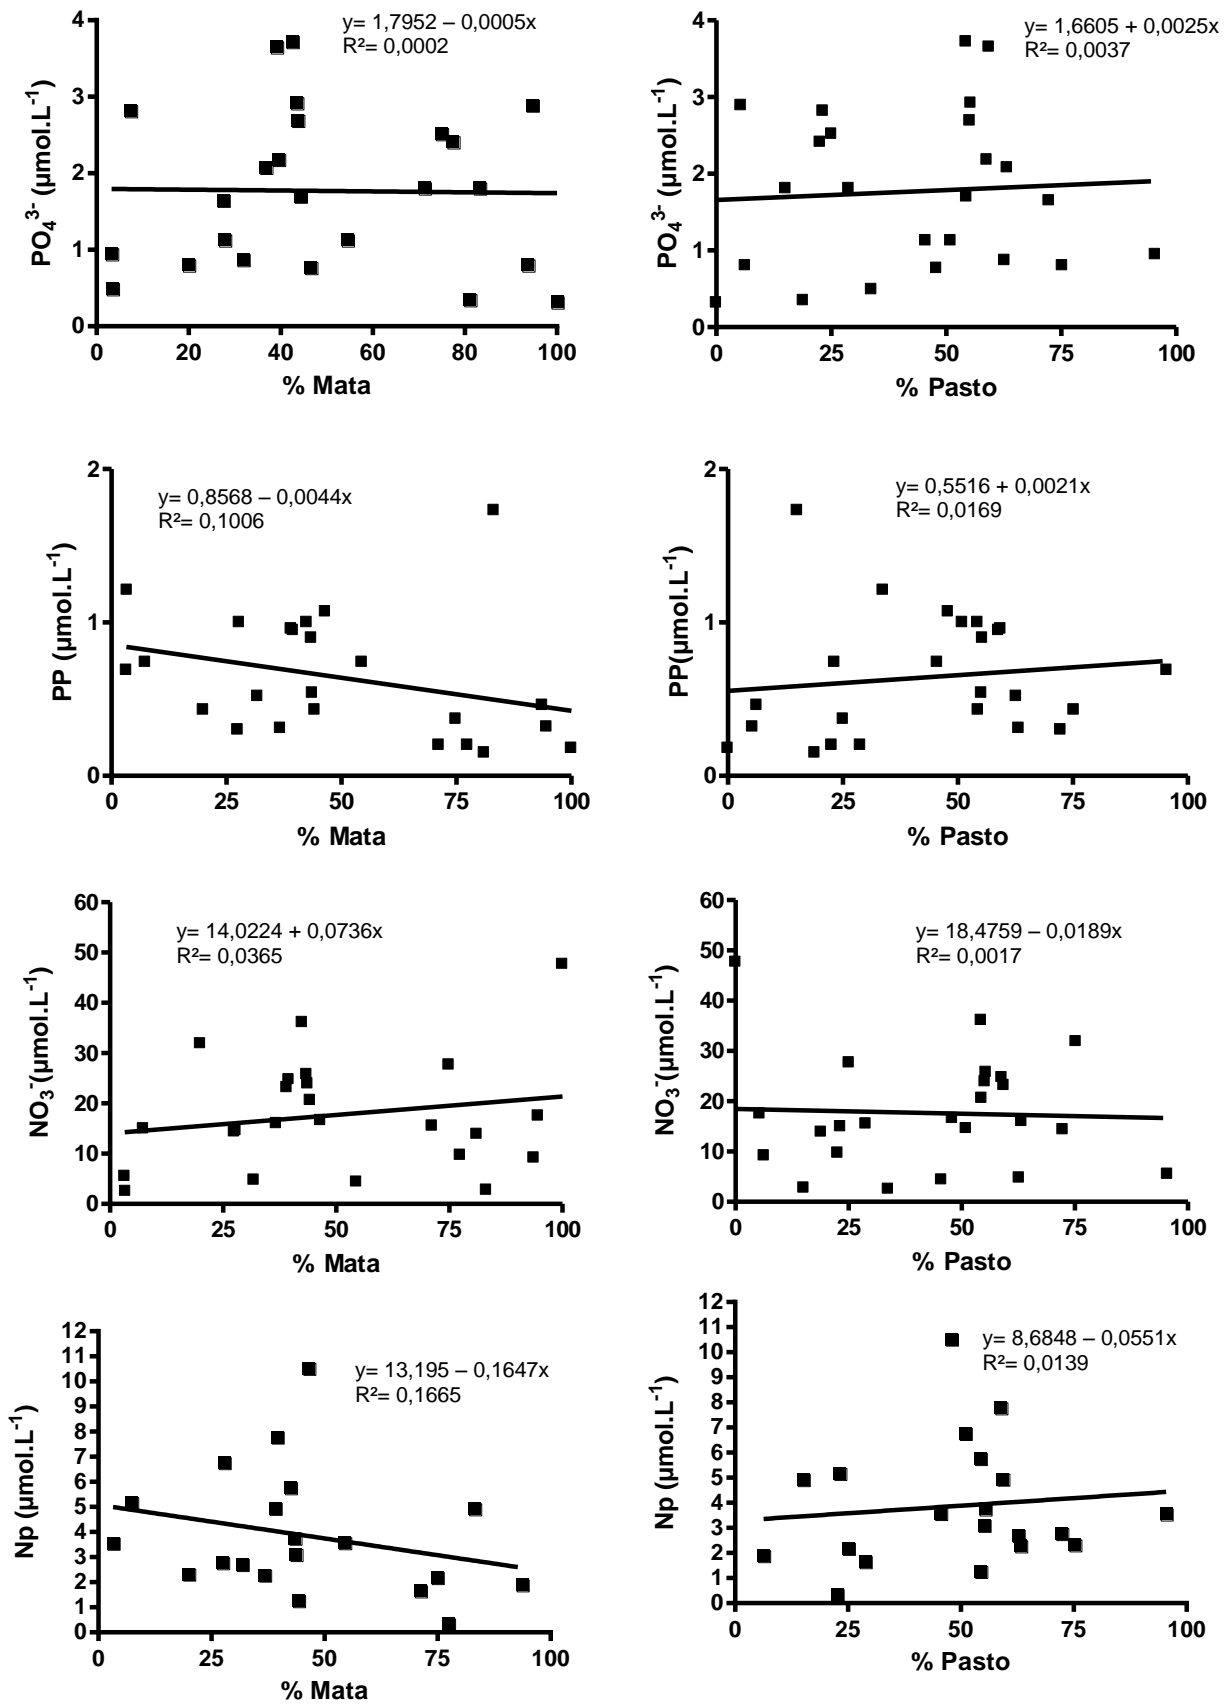 y= 1,7952 – 0,0005x
R²= 0,0002
4
3
2
1
0
PO₄³⁻ (µmol.L⁻¹)
0 20 40 60 80 100
% Mata
y= 1,6605 + 0,0025x
R²= 0,0037
4
3
2
1
0
PO₄³⁻ (µmol.L⁻¹)
0 25 50 75 100
% Pasto
y= 0,8568 – 0,0044x
R²= 0,1006
2
1
0
PP (µmol.L⁻¹)
0 25 50 75 100
% Mata
y= 0,5516 + 0,0021x
R²= 0,0169
2
1
0
PP(µmol.L⁻¹)
0 25 50 75 100
% Pasto
y= 14,0224 + 0,0736x
R²= 0,0365
60
50
40
30
20
10
0
NO₃⁻(µmol.L⁻¹)
0 25 50 75 100
% Mata
y= 18,4759 – 0,0189x
R²= 0,0017
60
50
40
30
20
10
0
NO₃⁻(µmol.L⁻¹)
0 25 50 75 100
% Pasto
y= 13,195 – 0,1647x
R²= 0,1665
12
11
10
9
8
7
6
5
4
3
2
1
0
Np (µmol.L⁻¹)
0 25 50 75 100
% Mata
y= 8,6848 – 0,0551x
R²= 0,0139
12
11
10
9
8
7
6
5
4
3
2
1
0
Np (µmol.L⁻¹)
0 25 50 75 100
% Pasto